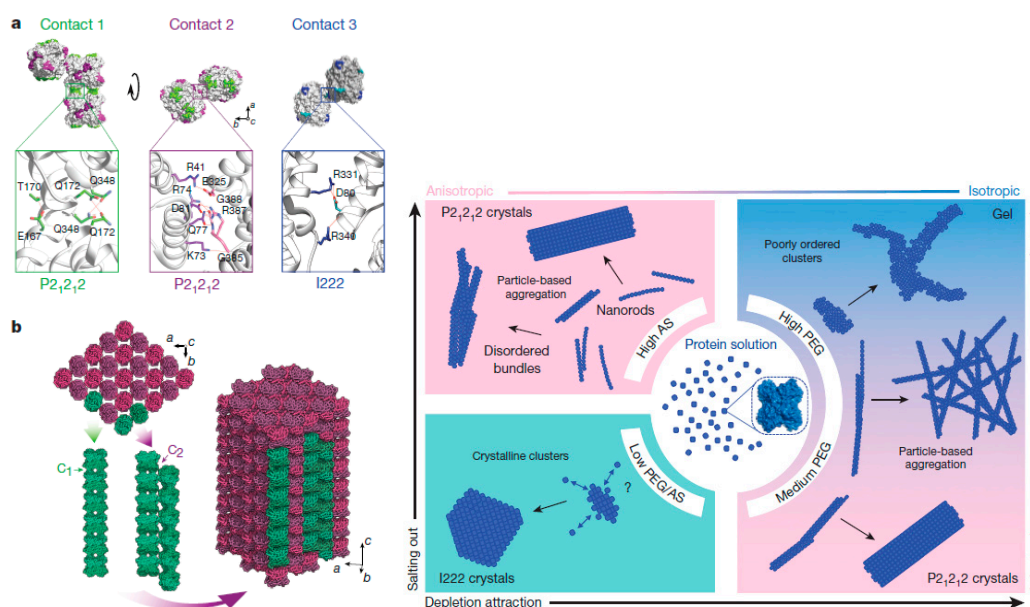 a
Contact 1
Contact 2
Contact 3
a
b
c
T170
Q172
Q348
E167
Q348
Q172
R41
R74
E325
G388
D81
R387
Q77
K73
G385
R331
D80
R340
P2₁2₁2
P2₁2₁2
I222
b
a
c
b
C₁
C₂
c
a
b
Anisotropic
Isotropic
P2₁2₁2 crystals
Particle-based
aggregation
Nanorods
Disordered
bundles
High AS
Gel
Poorly ordered
clusters
High PEG
Protein solution
Particle-based
aggregation
Medium PEG
P2₁2₁2 crystals
Crystalline clusters
?
Low PEG/AS
I222 crystals
Salting out
Depletion attraction